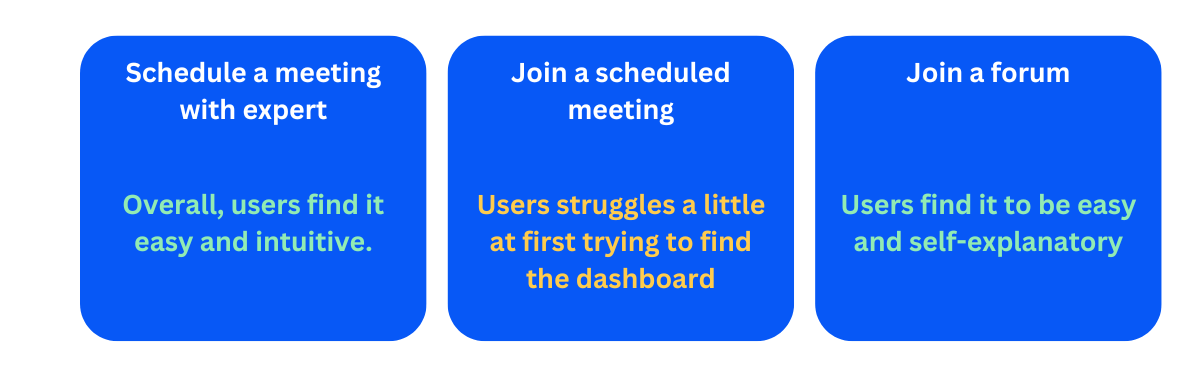 Schedule a meeting
with expert
Overall, users find it
easy and intuitive.
Join a scheduled
meeting
Users struggles a little
at first trying to find
the dashboard
Join a forum
Users find it to be easy
and self-explanatory